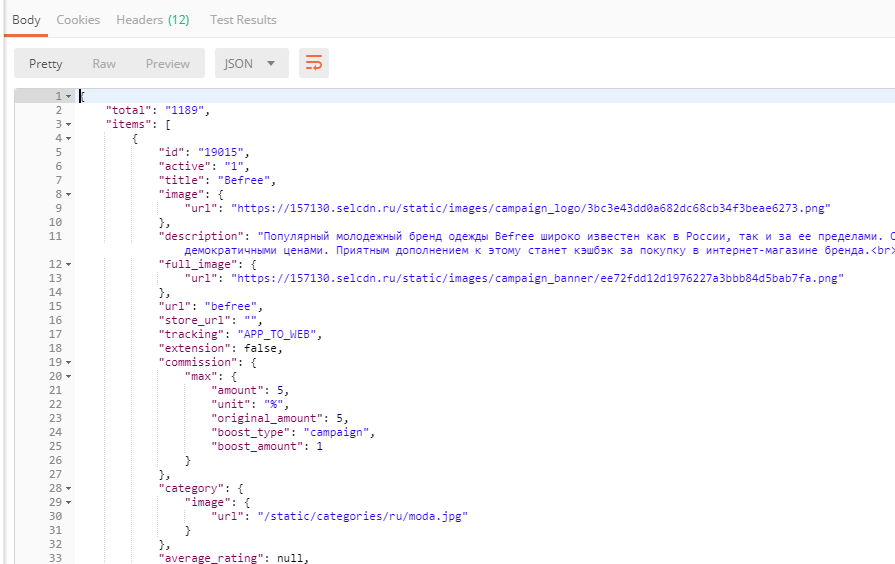 Body Cookies Headers (12) Test Results
Pretty Raw Preview JSON
1 {
2 "total": "1189",
3 "items": [
4 {
5 "id": "19015",
6 "active": "1",
7 "title": "Befree",
8 "image": {
9 "url": "https://157130.selcdn.ru/static/images/campaign_logo/3bc3e43dd0a682dc68cb34f3beae6273.png"
10 },
11 "description": "Популярный молодежный бренд одежды Befree широко известен как в России, так и за ее пределами. О
демократичными ценами. Приятным дополнением к этому станет кэшбэк за покупку в интернет-магазине бренда.<br>
12 "full_image": {
13 "url": "https://157130.selcdn.ru/static/images/campaign_banner/ee72fdd12d1976227a3bbb84d5bab7fa.png"
14 },
15 "url": "befree",
16 "store_url": "",
17 "tracking": "APP_TO_WEB",
18 "extension": false,
19 "commission": {
20 "max": {
21 "amount": 5,
22 "unit": "%",
23 "original_amount": 5,
24 "boost_type": "campaign",
25 "boost_amount": 1
26 }
27 },
28 "category": {
29 "image": {
30 "url": "/static/categories/ru/moda.jpg"
31 }
32 },
33 "average_rating": null,